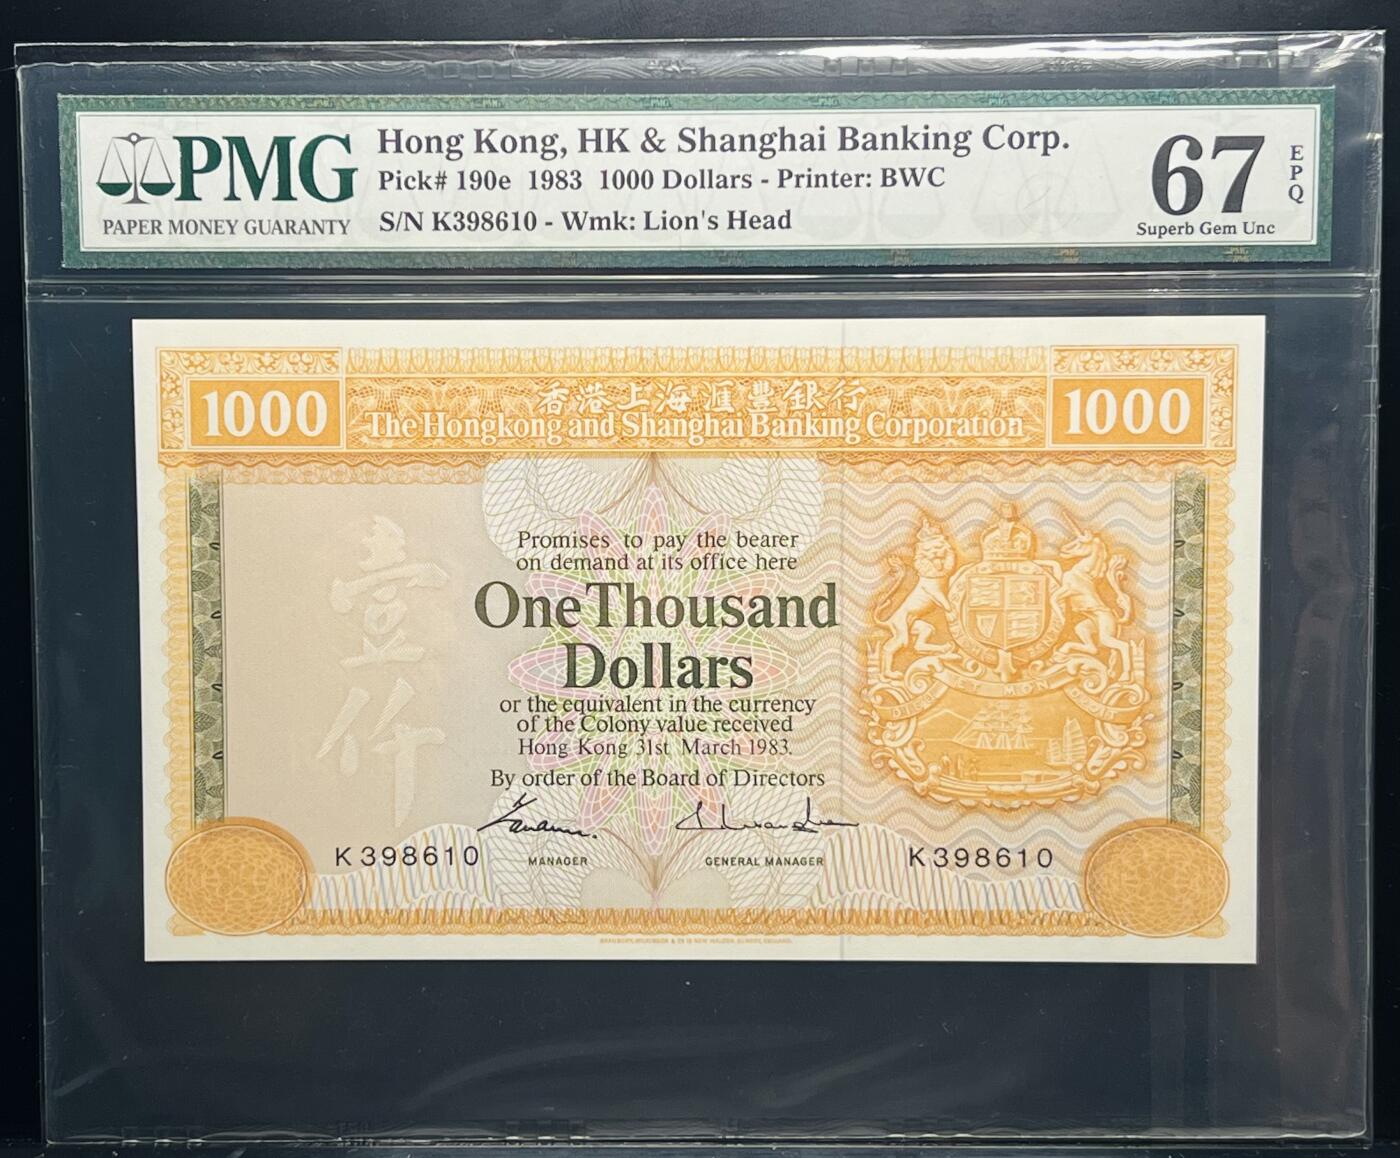 PMG
PAPER MONEY GUARANTY
Hong Kong, HK & Shanghai Banking Corp.
Pick# 190e 1983 1000 Dollars - Printer: BWC
S/N K398610 - Wmk: Lion's Head
67
EPQ
Superb Gem Unc
1000
香港上海滙豐銀行
The Hongkong and Shanghai Banking Corporation
1000
壹仟
Promises to pay the bearer
on demand at its office here
One Thousand
Dollars
or the equivalent in the currency
of the Colony value received
Hong Kong 31st March 1983.
By order of the Board of Directors
K398610
MANAGER
GENERAL MANAGER
K398610